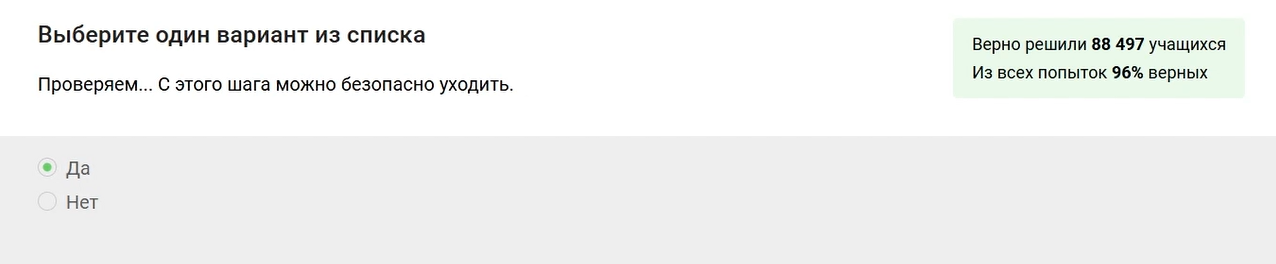 Выберите один вариант из списка
Верно решили 88 497 учащихся
Из всех попыток 96% верных
Проверяем... С этого шага можно безопасно уходить.
Да
Нет